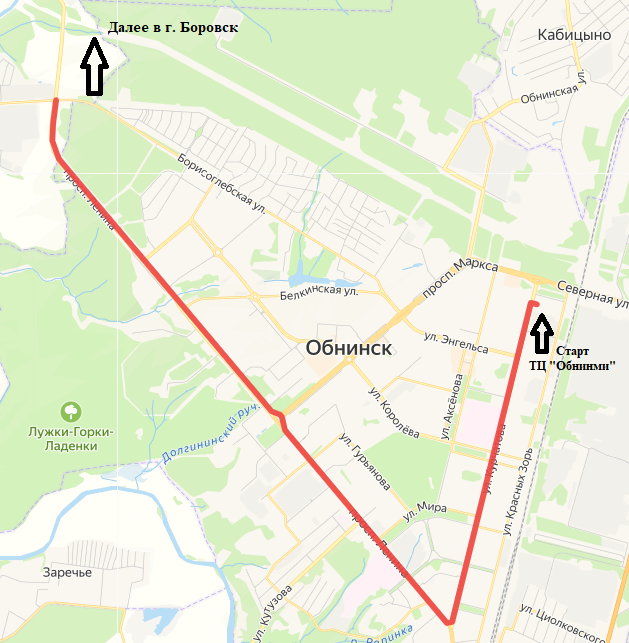 Далее в г. Боровск
Кабицыно
Обнинская ул.
Борисоглебская ул.
просп. Ленина
просп. Маркса
Северная ул
Белкинская ул.
ул. Энгельса
Обнинск
Старт
ТЦ "Обнинми"
ул. Аксёнова
ул. Королёва
Лужки-Горки-
Ладенки
Долгининский руч.
ул. Гурьянова
ул. Курчатова
ул. Красных Зорь
ул. Мира
просп. Ленина
Заречье
ул. Кутузова
ул. Циолковского
р. Репинка